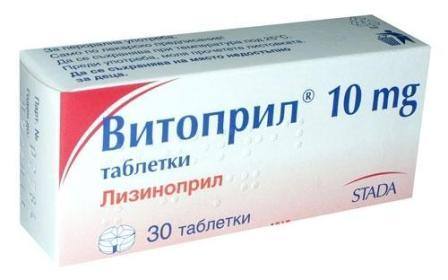 За перорална употреба.
Само по лекарско предписание!
Да се съхранява при температура под 25°C.
Преди употреба, моля прочетете листовката.
Да се съхранява на място недостъпно
за деца.
Витоприл® 10 mg
таблетки
Лизиноприл
30 таблетки
STADA